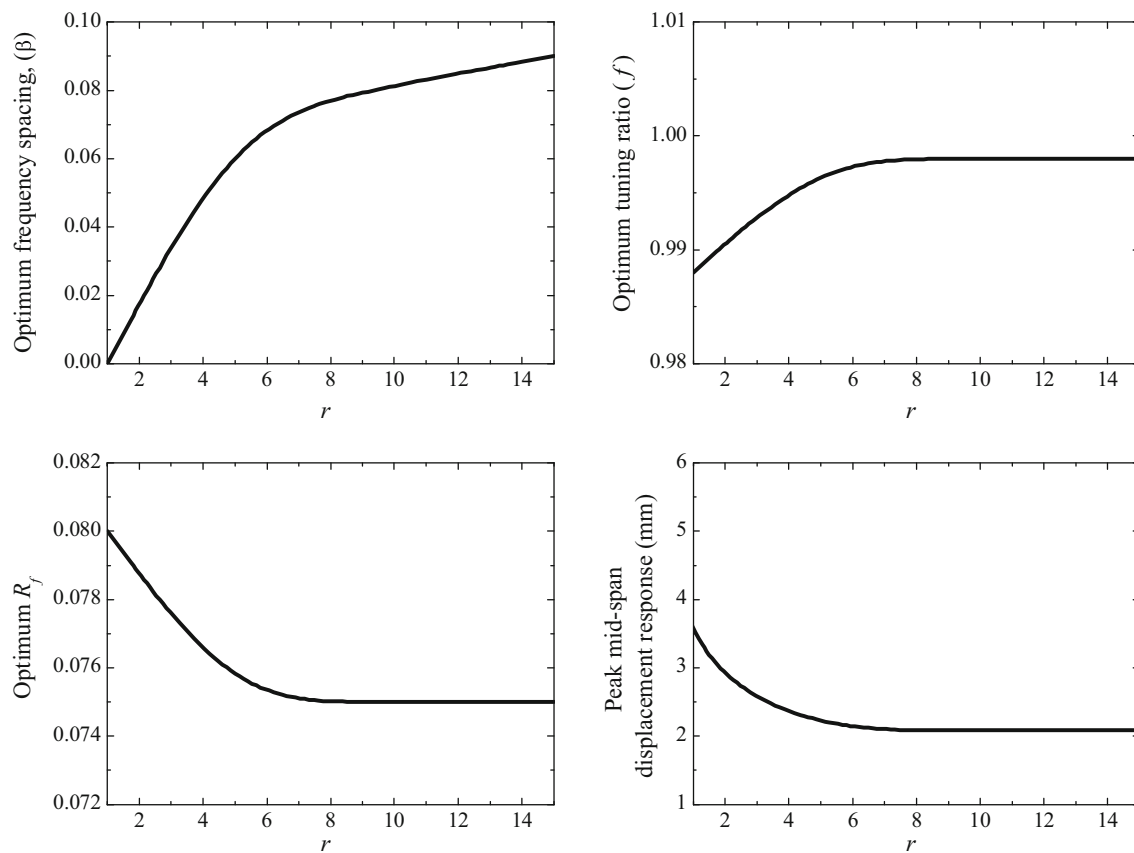 Optimum frequency spacing, (β)
0.10
0.08
0.06
0.04
0.02
0.00
2 4 6 8 10 12 14
r
Optimum tuning ratio (f)
1.01
1.00
0.99
0.98
2 4 6 8 10 12 14
r
Optimum R_f
0.082
0.080
0.078
0.076
0.074
0.072
2 4 6 8 10 12 14
r
Peak mid-span
displacement response (mm)
6
5
4
3
2
1
2 4 6 8 10 12 14
r